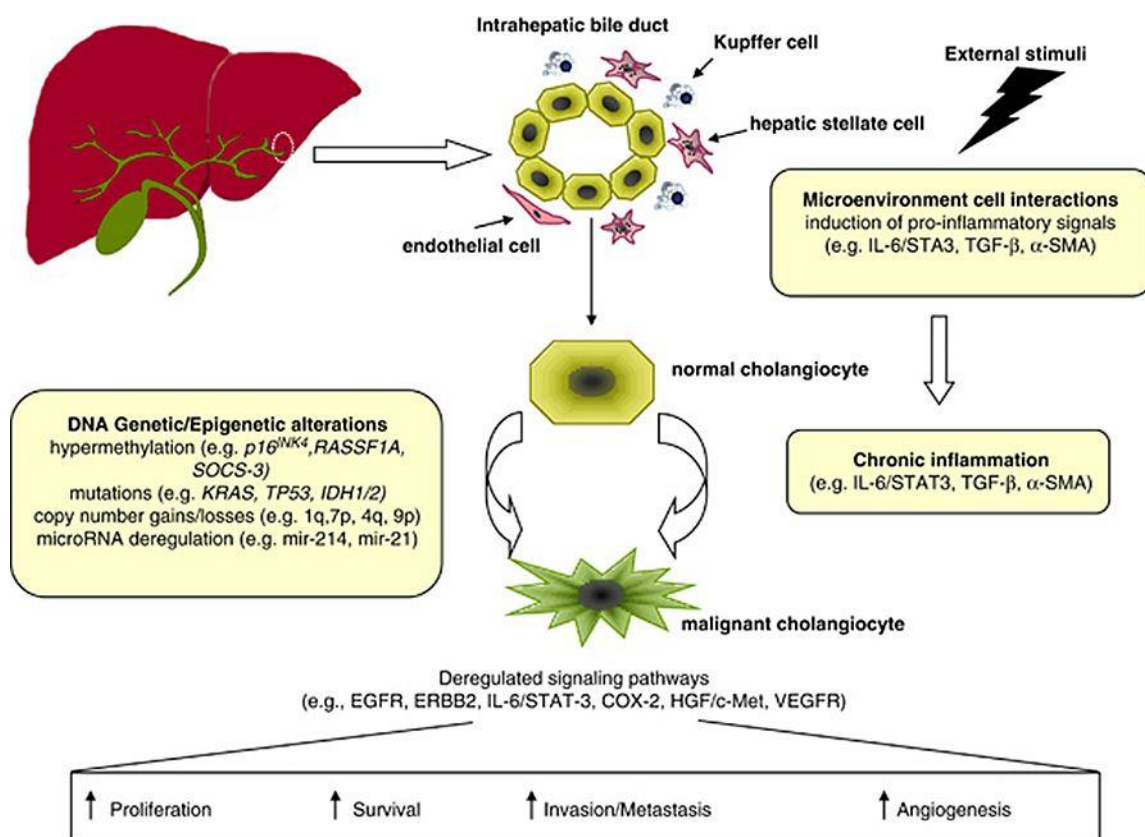 Intrahepatic bile duct
Kupffer cell
External stimuli
hepatic stellate cell
endothelial cell
Microenvironment cell interactions
induction of pro-inflammatory signals
(e.g. IL-6/STA3, TGF-β, α-SMA)
normal cholangiocyte
DNA Genetic/Epigenetic alterations
hypermethylation (e.g. p16INK4,RASSF1A,
SOCS-3)
mutations (e.g. KRAS, TP53, IDH1/2)
copy number gains/losses (e.g. 1q,7p, 4q, 9p)
microRNA deregulation (e.g. mir-214, mir-21)
Chronic inflammation
(e.g. IL-6/STAT3, TGF-β, α-SMA)
malignant cholangiocyte
Deregulated signaling pathways
(e.g., EGFR, ERBB2, IL-6/STAT-3, COX-2, HGF/c-Met, VEGFR)
↑ Proliferation
↑ Survival
↑ Invasion/Metastasis
↑ Angiogenesis